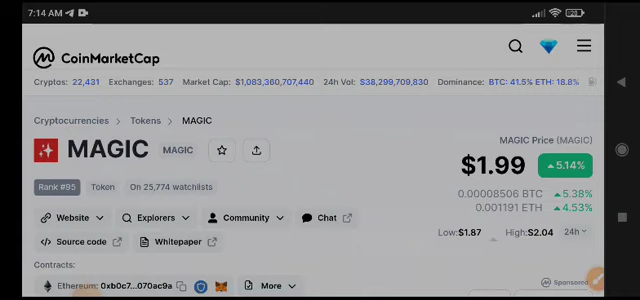 7:14 AM
CoinMarketCap
Cryptos: 22,431 Exchanges: 537 Market Cap: $1,083,360,707,440 24h Vol: $38,299,709,830 Dominance: BTC: 41.5% ETH: 18.8%
Cryptocurrencies > Tokens > MAGIC
MAGIC MAGIC
MAGIC Price (MAGIC)
$1.99 5.14%
Rank #95 Token On 25,774 watchlists
0.00008506 BTC 5.38%
0.001191 ETH 4.53%
Website Explorers Community Chat
Low:$1.87 High:$2.04 24h
Source code Whitepaper
Contracts:
Ethereum: 0xb0c7...070ac9a More
Sponsored